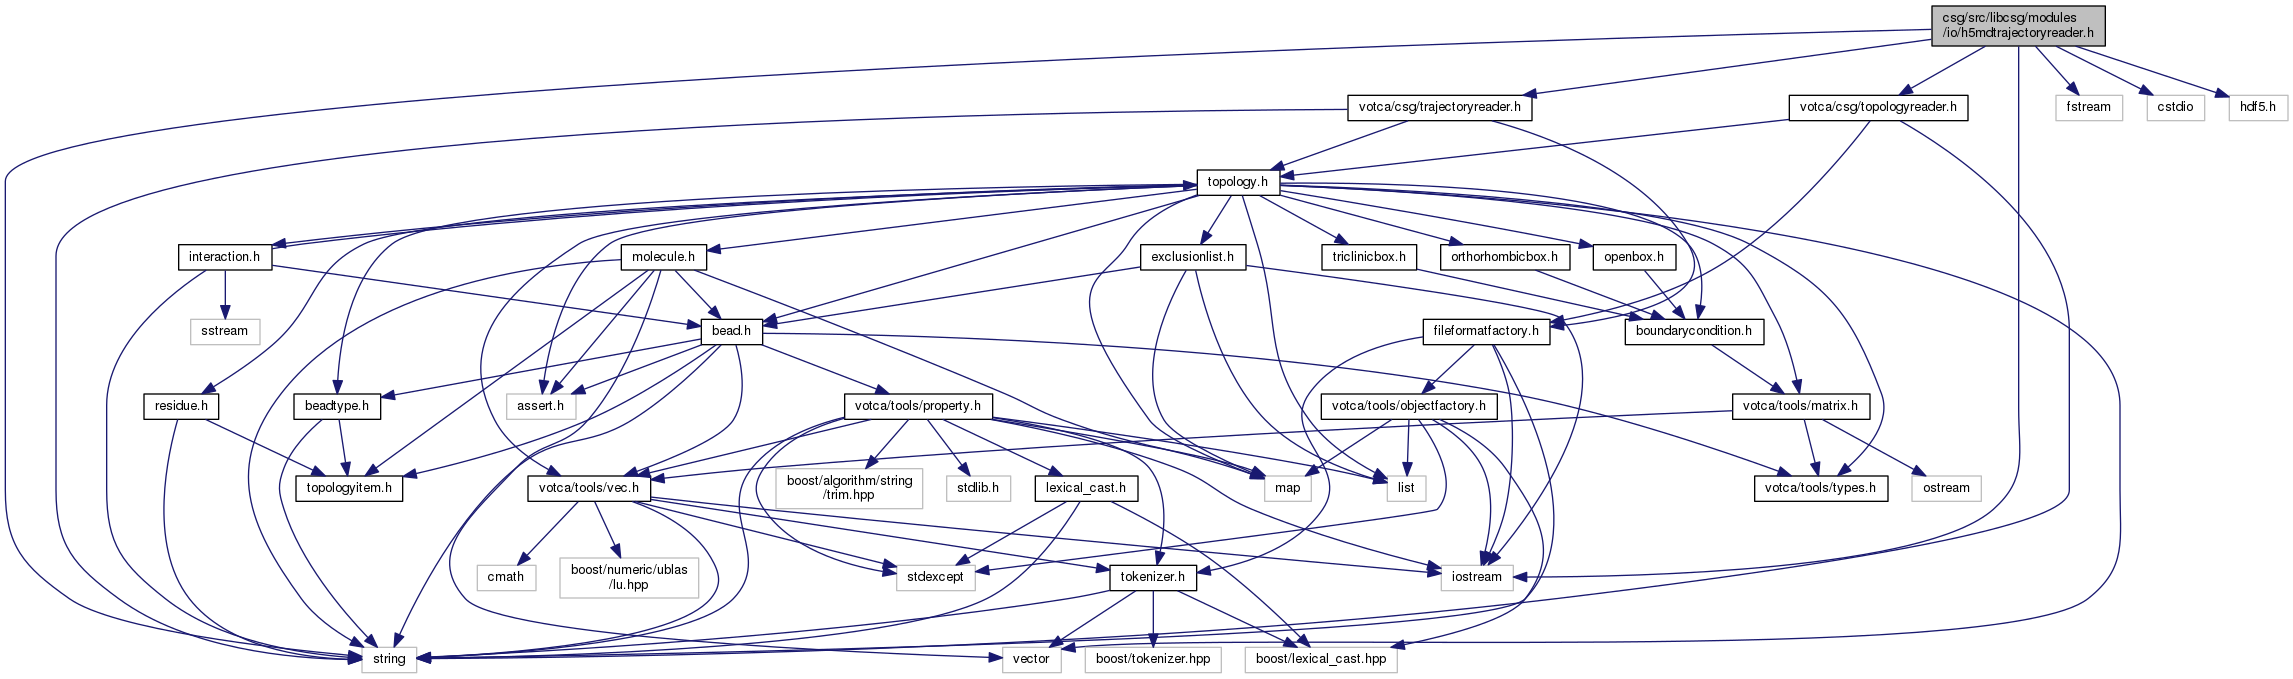 csg/src/libcsg/modules
/io/h5mdtrajectoryreader.h
votca/csg/trajectoryreader.h
votca/csg/topologyreader.h
fstream
cstdio
hdf5.h
topology.h
interaction.h
molecule.h
exclusionlist.h
triclinicbox.h
orthorhombicbox.h
openbox.h
sstream
bead.h
fileformatfactory.h
boundarycondition.h
residue.h
beadtype.h
assert.h
votca/tools/property.h
votca/tools/objectfactory.h
votca/tools/matrix.h
topologyitem.h
votca/tools/vec.h
boost/algorithm/string
/trim.hpp
stdlib.h
lexical_cast.h
map
list
votca/tools/types.h
ostream
cmath
boost/numeric/ublas
/lu.hpp
stdexcept
tokenizer.h
iostream
string
vector
boost/tokenizer.hpp
boost/lexical_cast.hpp